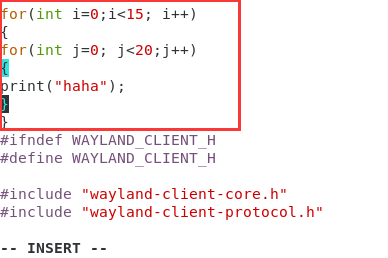 for(int i=0;i<15; i++)
{
for(int j=0; j<20;j++)
{
print("haha");
}
}
#ifndef WAYLAND_CLIENT_H
#define WAYLAND_CLIENT_H
#include "wayland-client-core.h"
#include "wayland-client-protocol.h"
-- INSERT --